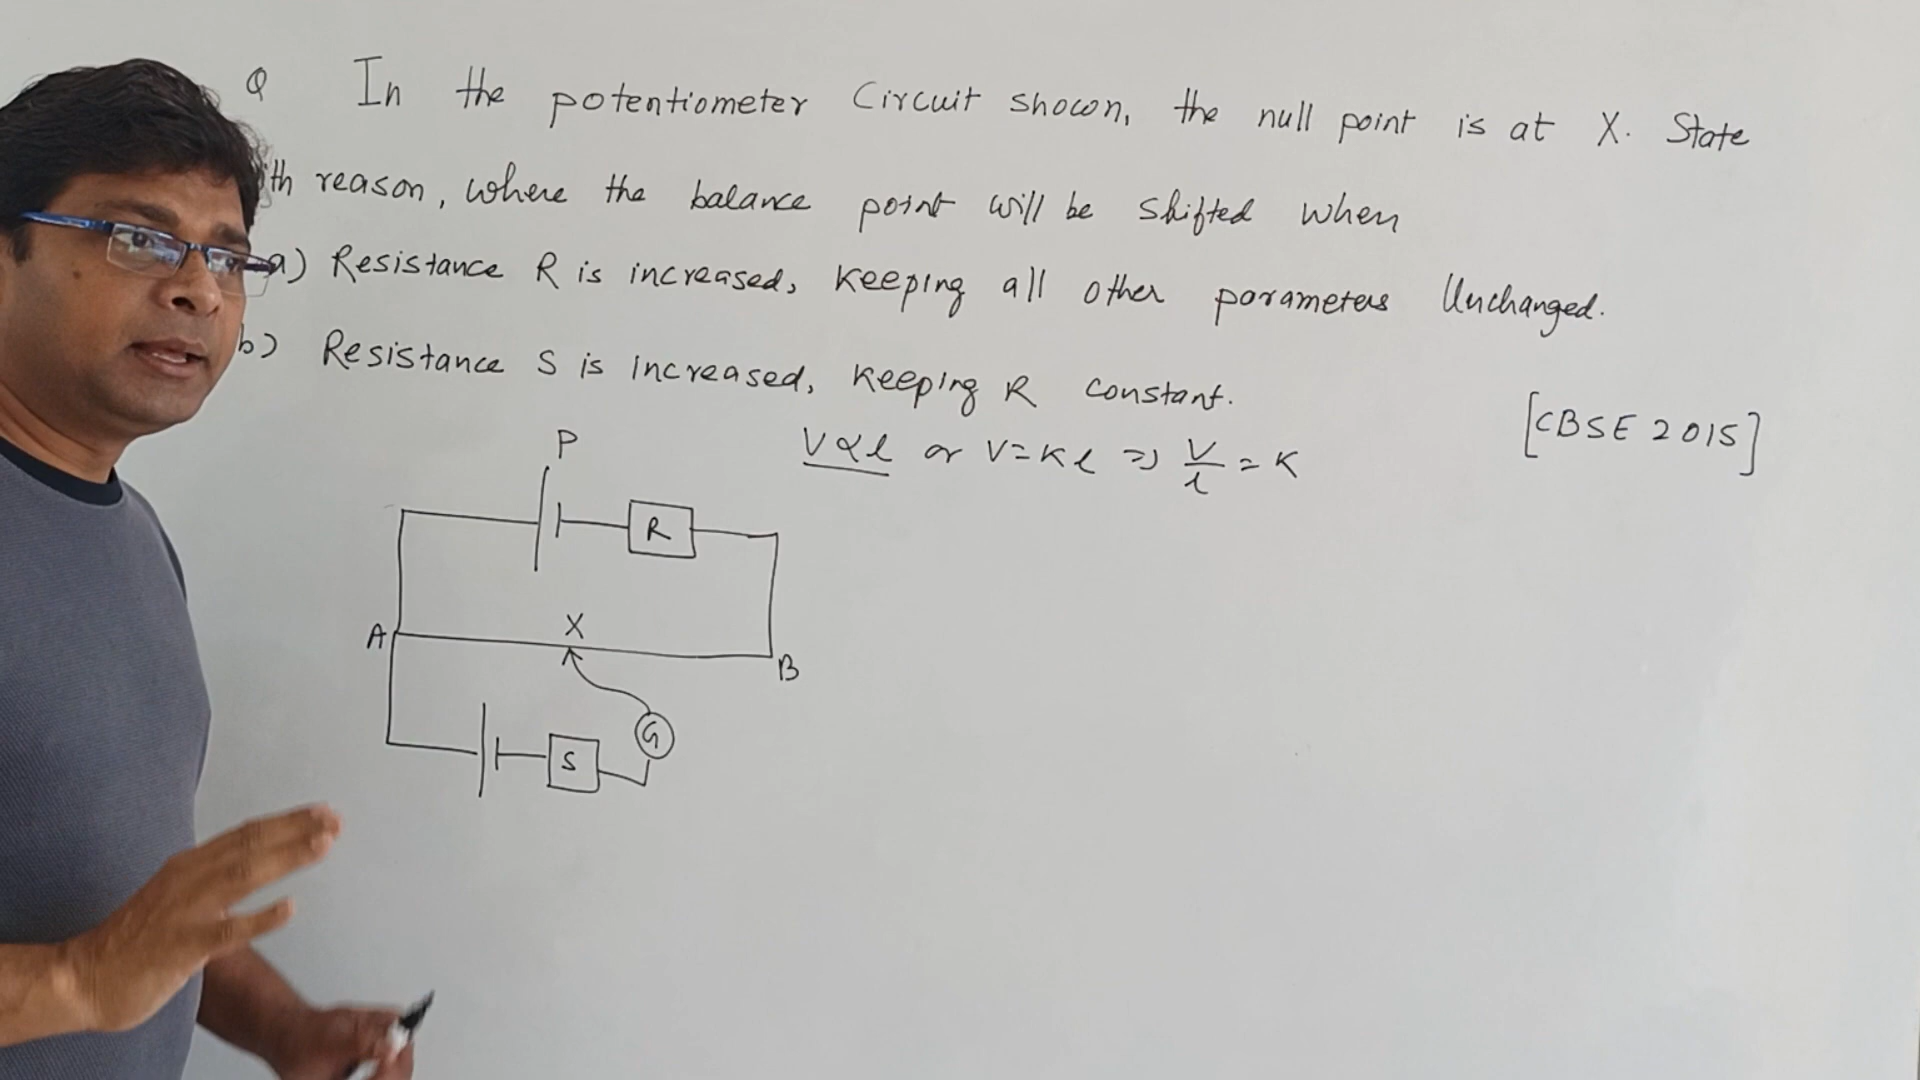 Q In the potentiometer Circuit shown, the null point is at X. State
ith reason, where the balance point will be shifted when
a) Resistance R is increased, keeping all other parameters Unchanged.
b) Resistance S is increased, keeping R constant.
[CBSE 2015]
V ∝ l or V = Kl => V/l = K
P
R
X
A
B
G
S